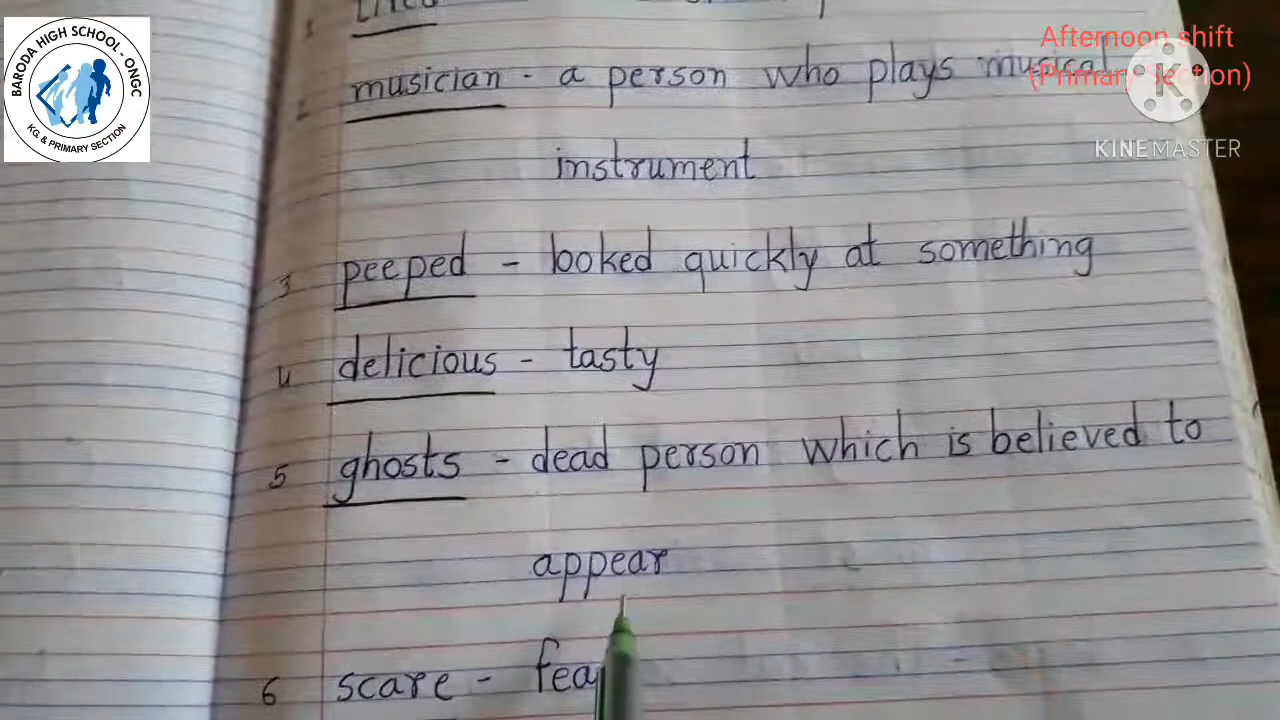 BARODA HIGH SCHOOL - ONGC
KG & PRIMARY SECTION
Afternoon shift
(Primary Section)
KINEMASTER
2 musician - a person who plays musical
instrument
3 peeped - looked quickly at something
4 delicious - tasty
5 ghosts - dead person which is believed to
appear
6 scare -